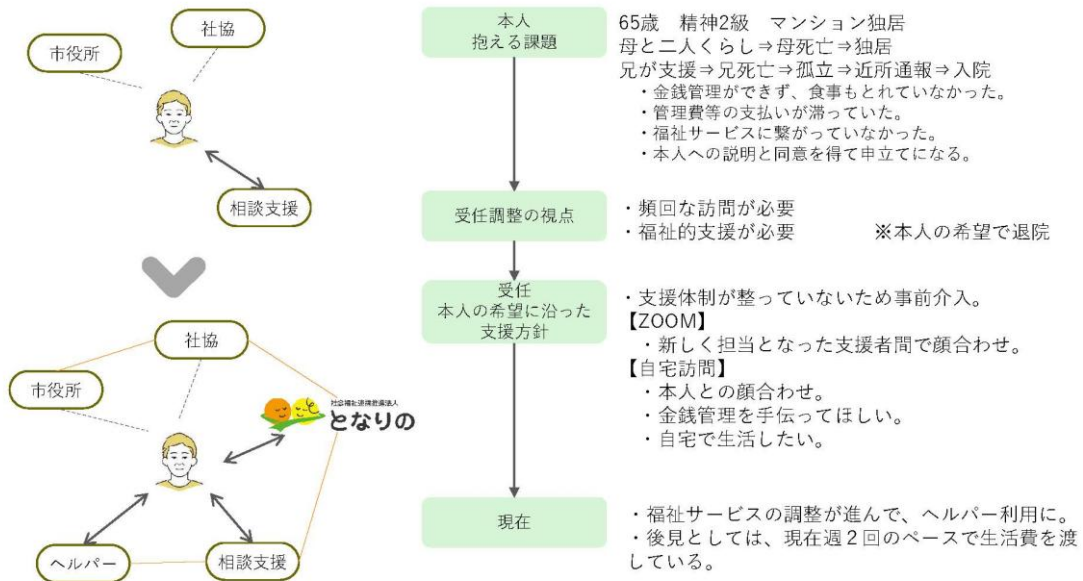 社協
市役所
相談支援
社協
市役所
社会福祉連携推進法人
となりの
ヘルパー
相談支援
本人
抱える課題
65歳 精神2級 マンション独居
母と二人くらし⇒母死亡⇒独居
兄が支援⇒兄死亡⇒孤立⇒近所通報⇒入院
・金銭管理ができず、食事もとれていなかった。
・管理費等の支払いが滞っていた。
・福祉サービスに繋がっていなかった。
・本人への説明と同意を得て申立てになる。
受任調整の視点
・頻回な訪問が必要
・福祉的支援が必要 ※本人の希望で退院
受任
本人の希望に沿った
支援方針
・支援体制が整っていないため事前介入。
【ZOOM】
・新しく担当となった支援者間で顔合わせ。
【自宅訪問】
・本人との顔合わせ。
・金銭管理を手伝ってほしい。
・自宅で生活したい。
現在
・福祉サービスの調整が進んで、ヘルパー利用に。
・後見としては、現在週２回のペースで生活費を渡
している。